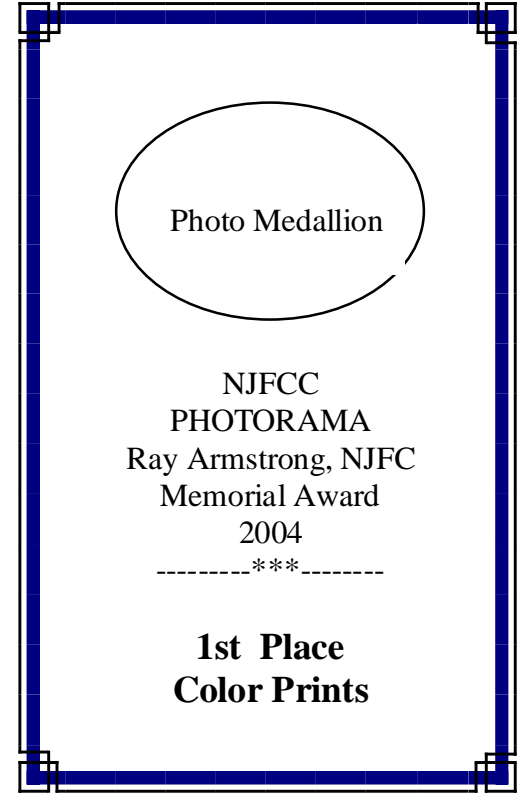 Photo Medallion
NJFCC
PHOTORAMA
Ray Armstrong, NJFC
Memorial Award
2004
---------***--------
1st  Place
Color Prints